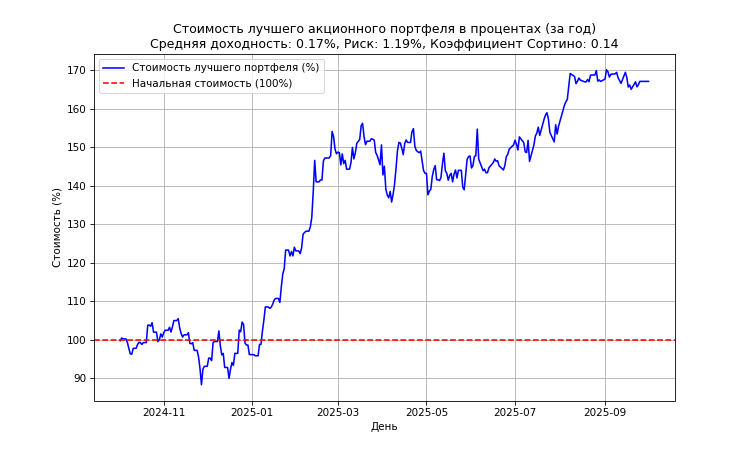 Стоимость лучшего акционного портфеля в процентах (за год)
Средняя доходность: 0.17%, Риск: 1.19%, Коэффициент Сортино: 0.14
Стоимость лучшего портфеля (%)
Начальная стоимость (100%)
Стоимость (%)
170
160
150
140
130
120
110
100
90
2024-11
2025-01
2025-03
2025-05
2025-07
2025-09
День